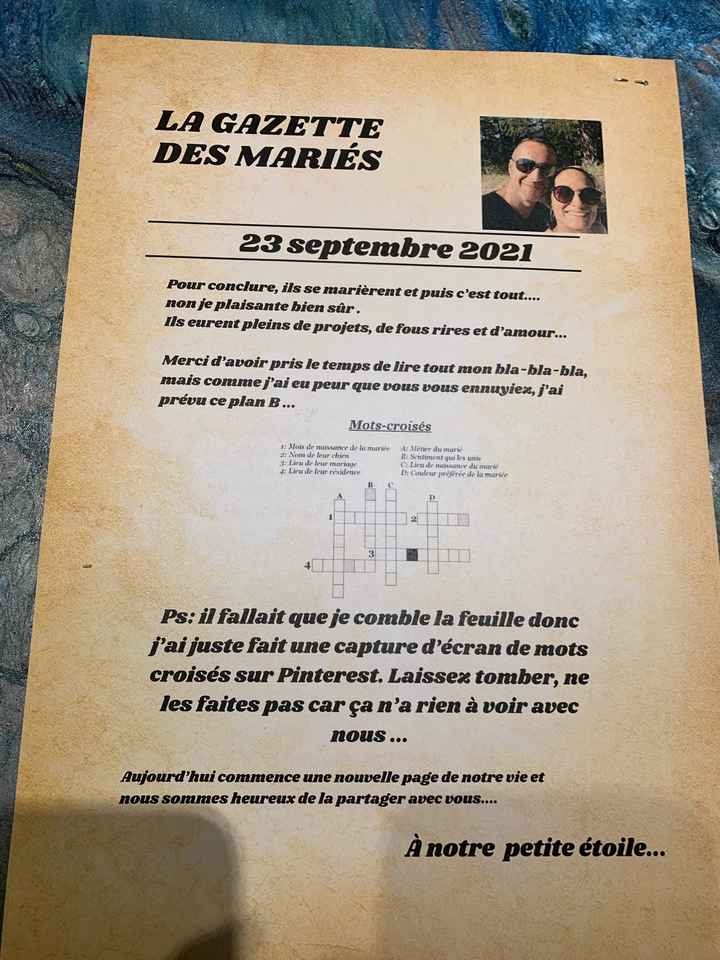 LA GAZETTE
DES MARIÉS
23 septembre 2021
Pour conclure, ils se marièrent et puis c'est tout....
non je plaisante bien sûr .
Ils eurent pleins de projets, de fous rires et d'amour...
Merci d'avoir pris le temps de lire tout mon bla-bla-bla,
mais comme j'ai eu peur que vous vous ennuyiez, j'ai
prévu ce plan B ...
Mots-croisés
1: Mois de naissance de la mariée
2: Nom de leur chien
3: Lieu de leur mariage
4: Lieu de leur résidence
A: Métier du marié
B: Sentiment qui les unis
C: Lieu de naissance du marié
D: Couleur préférée de la mariée
B C
A D
1 2
3
4
Ps: il fallait que je comble la feuille donc
j'ai juste fait une capture d'écran de mots
croisés sur Pinterest. Laissez tomber, ne
les faites pas car ça n'a rien à voir avec
nous ...
Aujourd'hui commence une nouvelle page de notre vie et
nous sommes heureux de la partager avec vous....
À notre petite étoile...